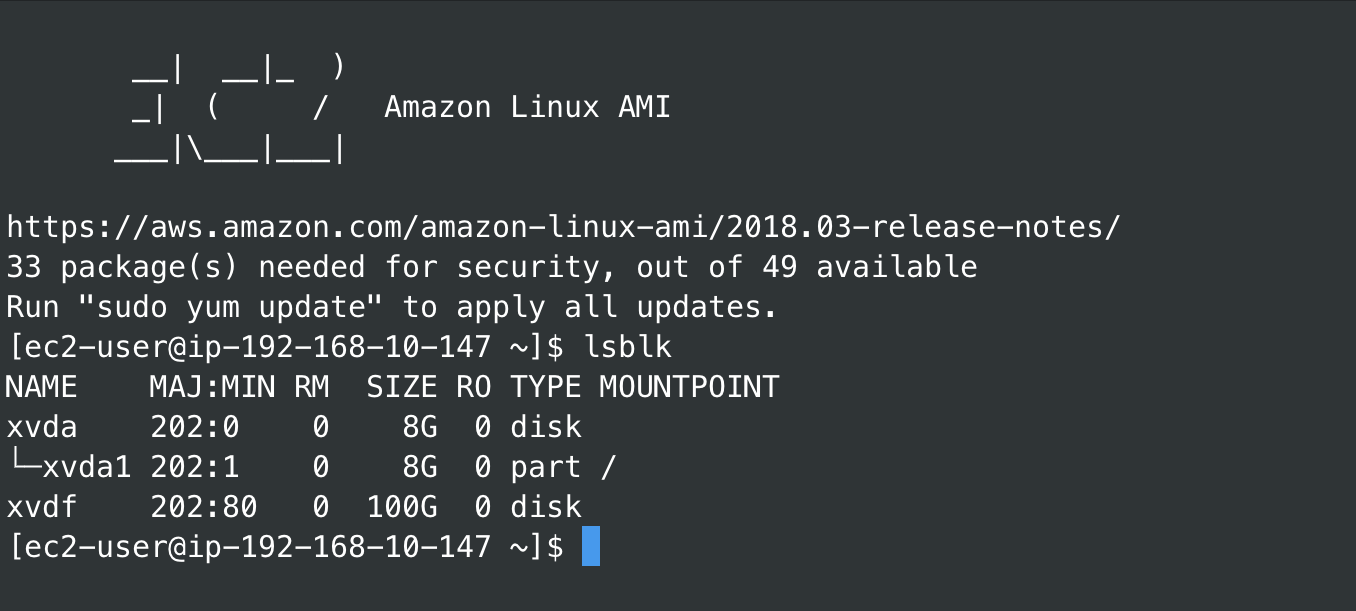 __|  __|_  )
       _|  (     /   Amazon Linux AMI
      ___|\___|___|

https://aws.amazon.com/amazon-linux-ami/2018.03-release-notes/
33 package(s) needed for security, out of 49 available
Run "sudo yum update" to apply all updates.
[ec2-user@ip-192-168-10-147 ~]$ lsblk
NAME    MAJ:MIN RM  SIZE RO TYPE MOUNTPOINT
xvda    202:0    0    8G  0 disk
└─xvda1 202:1    0    8G  0 part /
xvdf    202:80   0  100G  0 disk
[ec2-user@ip-192-168-10-147 ~]$